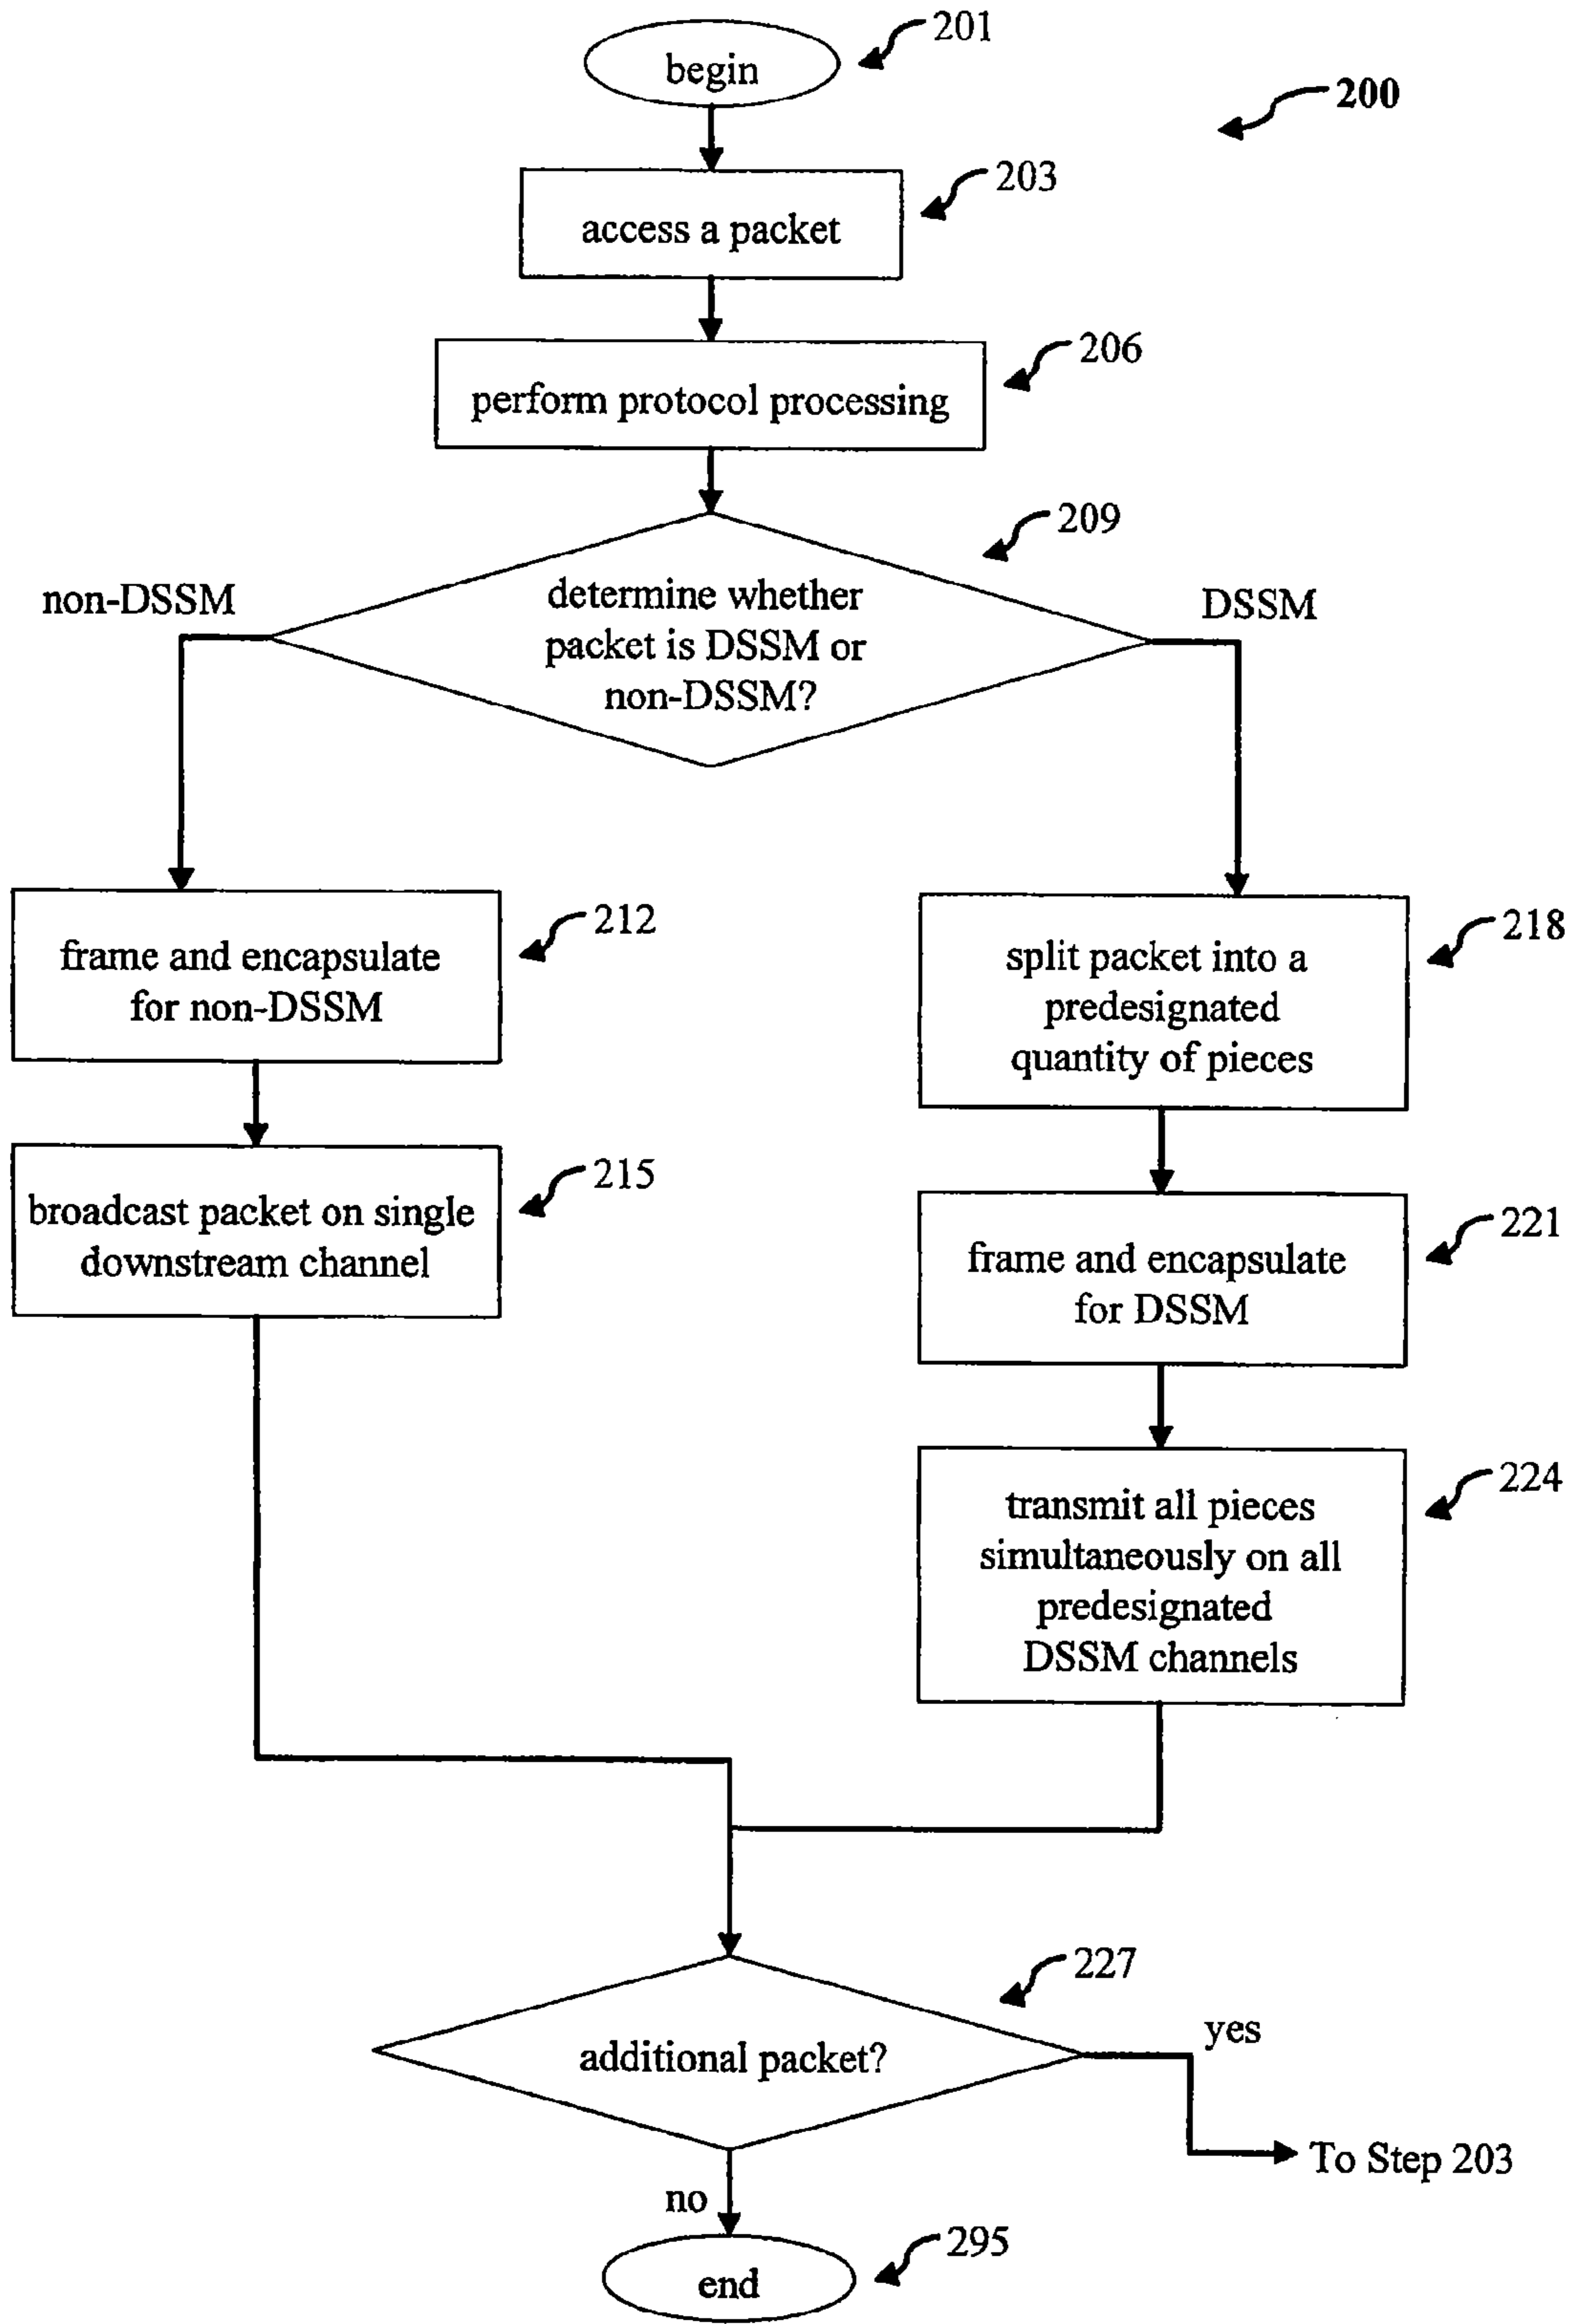 201
begin
200
203
access a packet
206
perform protocol processing
209
non-DSSM
DSSM
determine whether
packet is DSSM or
non-DSSM?
212
frame and encapsulate
for non-DSSM
215
broadcast packet on single
downstream channel
218
split packet into a
predesignated
quantity of pieces
221
frame and encapsulate
for DSSM
224
transmit all pieces
simultaneously on all
predesignated
DSSM channels
227
additional packet?
yes
To Step 203
no
295
end